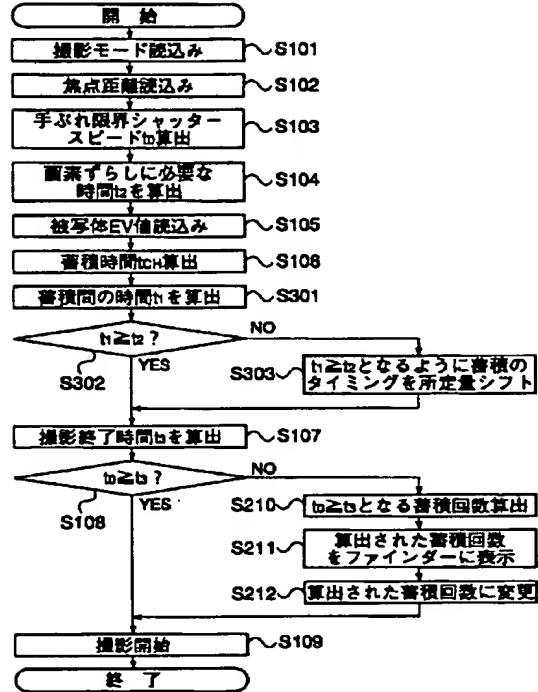 開始
撮影モード読込み
S101
焦点距離読込み
S102
手ぶれ限界シャッター
スピードt₀算出
S103
画素ずらしに必要な
時間t₂を算出
S104
被写体EV値読込み
S105
蓄積時間tCH算出
S106
蓄積間の時間t₁を算出
S301
t₁≧t₂?
NO
YES
S302
S303
t₁≧t₂となるように蓄積の
タイミングを所定量シフト
撮影終了時間t₃を算出
S107
t₀≧t₃?
NO
YES
S108
S210
t₀≧t₃となる蓄積回数算出
S211
算出された蓄積回数
をファインダーに表示
S212
算出された蓄積回数に変更
撮影開始
S109
終了